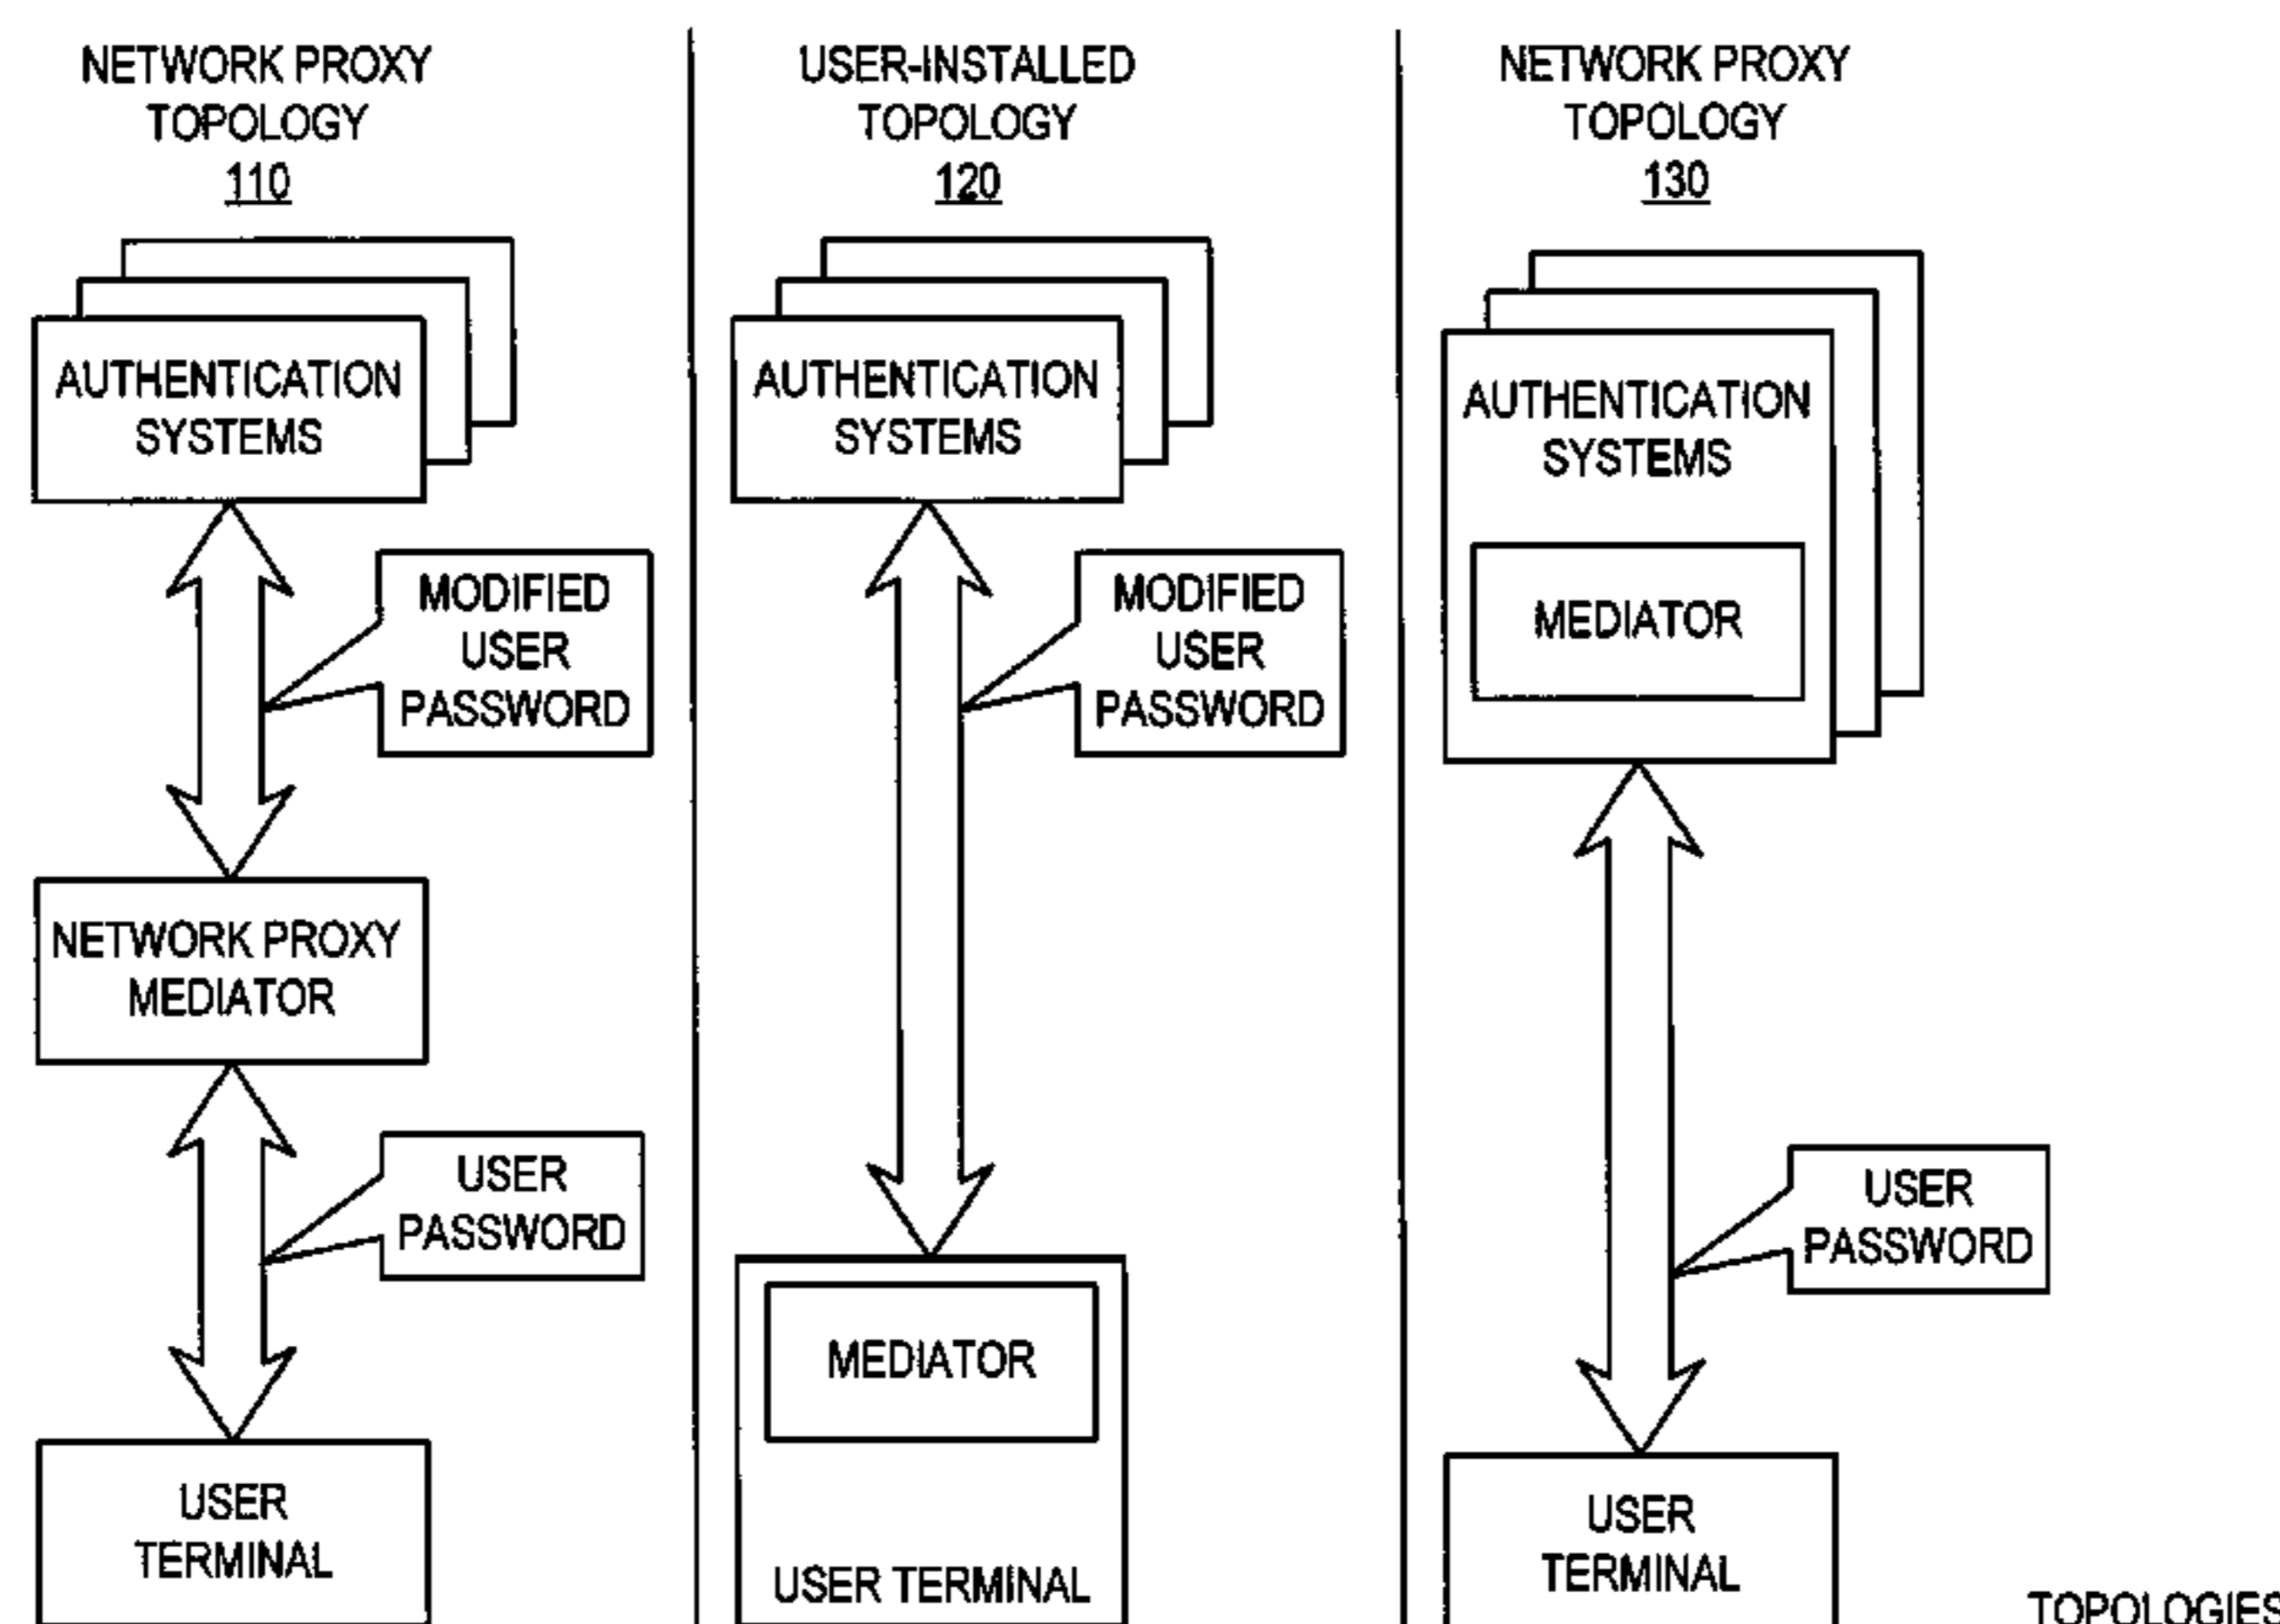 NETWORK PROXY
TOPOLOGY
110
AUTHENTICATION
SYSTEMS
MODIFIED
USER
PASSWORD
NETWORK PROXY
MEDIATOR
USER
PASSWORD
USER
TERMINAL
USER-INSTALLED
TOPOLOGY
120
AUTHENTICATION
SYSTEMS
MODIFIED
USER
PASSWORD
MEDIATOR
USER TERMINAL
NETWORK PROXY
TOPOLOGY
130
AUTHENTICATION
SYSTEMS
MEDIATOR
USER
PASSWORD
USER
TERMINAL
TOPOLOGIES